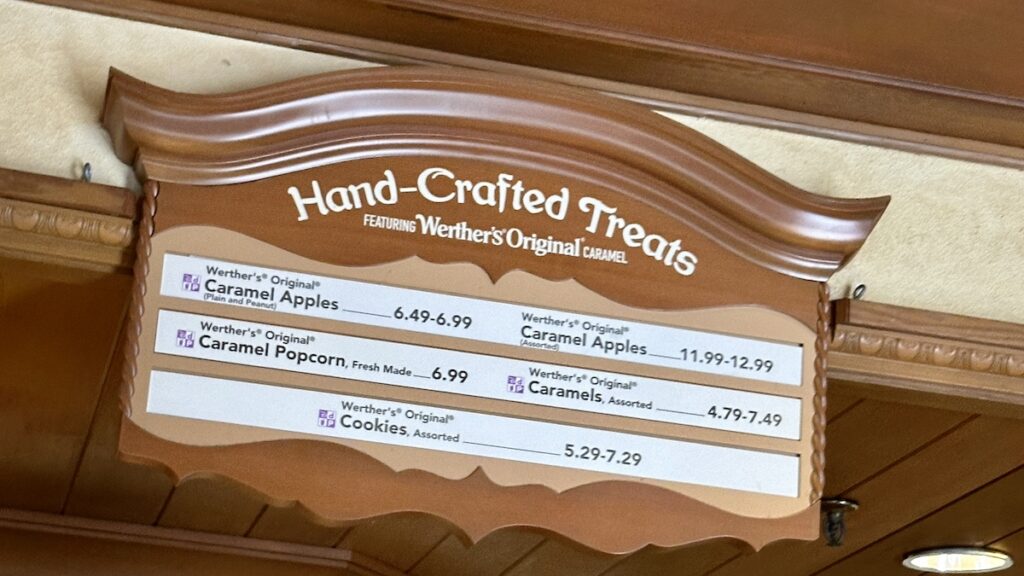 Hand-Crafted Treats
FEATURING Werther's Original® CARAMEL
Werther's® Original®
Caramel Apples 6.49-6.99
(Plain and Peanut)
Werther's® Original®
Caramel Apples 11.99-12.99
(Assorted)
Werther's® Original®
Caramel Popcorn, Fresh Made 6.99
Werther's® Original®
Caramels, Assorted 4.79-7.49
Werther's® Original®
Cookies, Assorted 5.29-7.29